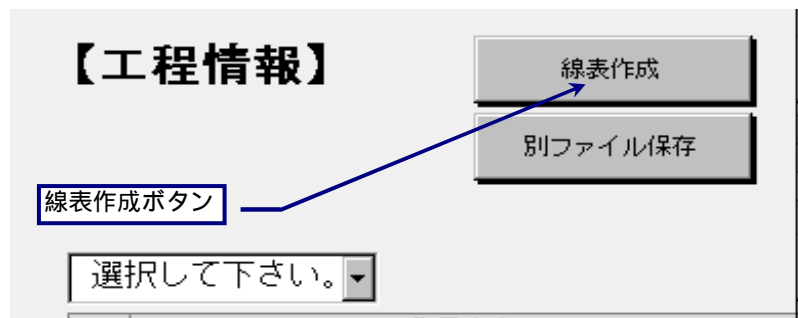 【工程情報】
線表作成
別ファイル保存
線表作成ボタン
選択して下さい。